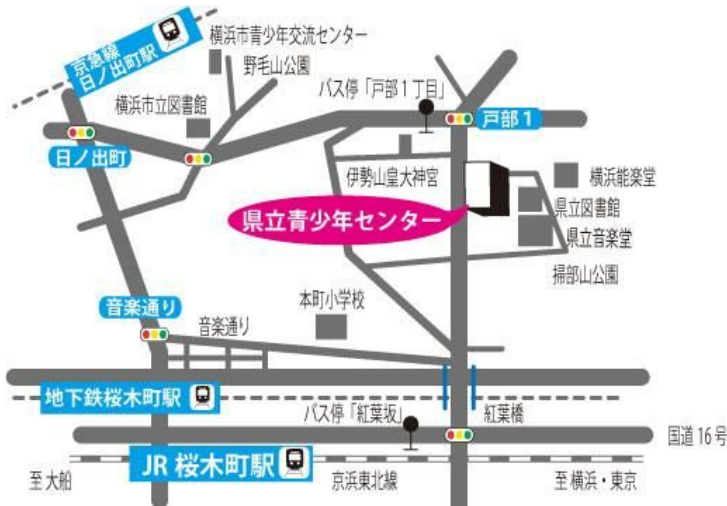 京急線
日ノ出町駅
横浜市青少年交流センター
野毛山公園
バス停「戸部1丁目」
横浜市立図書館
戸部1
日ノ出町
伊勢山皇大神宮
横浜能楽堂
県立図書館
県立青少年センター
県立音楽堂
掃部山公園
音楽通り
本町小学校
音楽通り
地下鉄桜木町駅
バス停「紅葉坂」
紅葉橋
国道16号
JR桜木町駅
至大船
京浜東北線
至横浜・東京